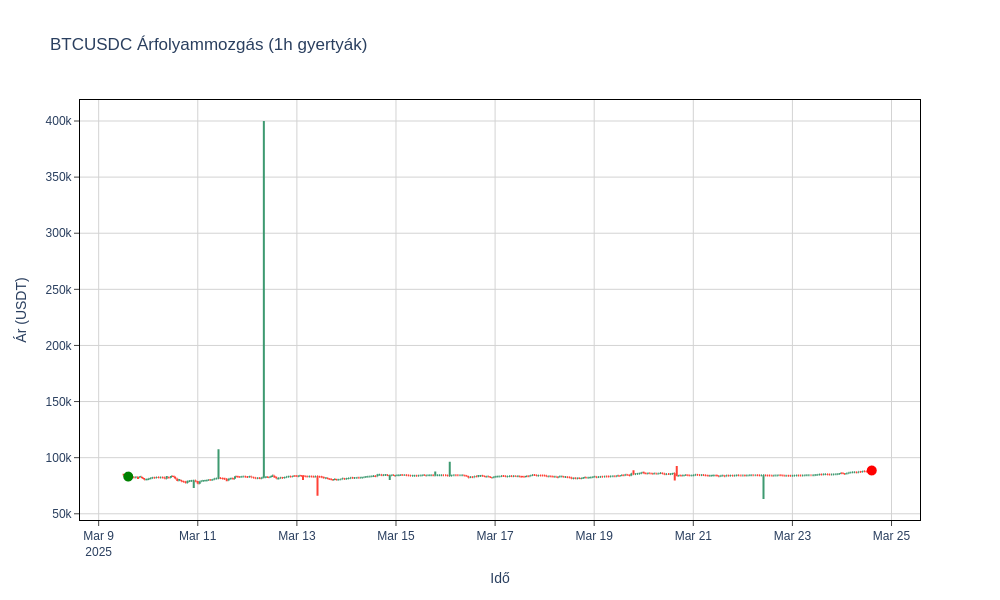 BTCUSDC Árfolyammozgás (1h gyertyák)
400k
350k
300k
250k
200k
150k
100k
50k
Ár (USDT)
Mar 9
2025
Mar 11
Mar 13
Mar 15
Mar 17
Mar 19
Mar 21
Mar 23
Mar 25
Idő